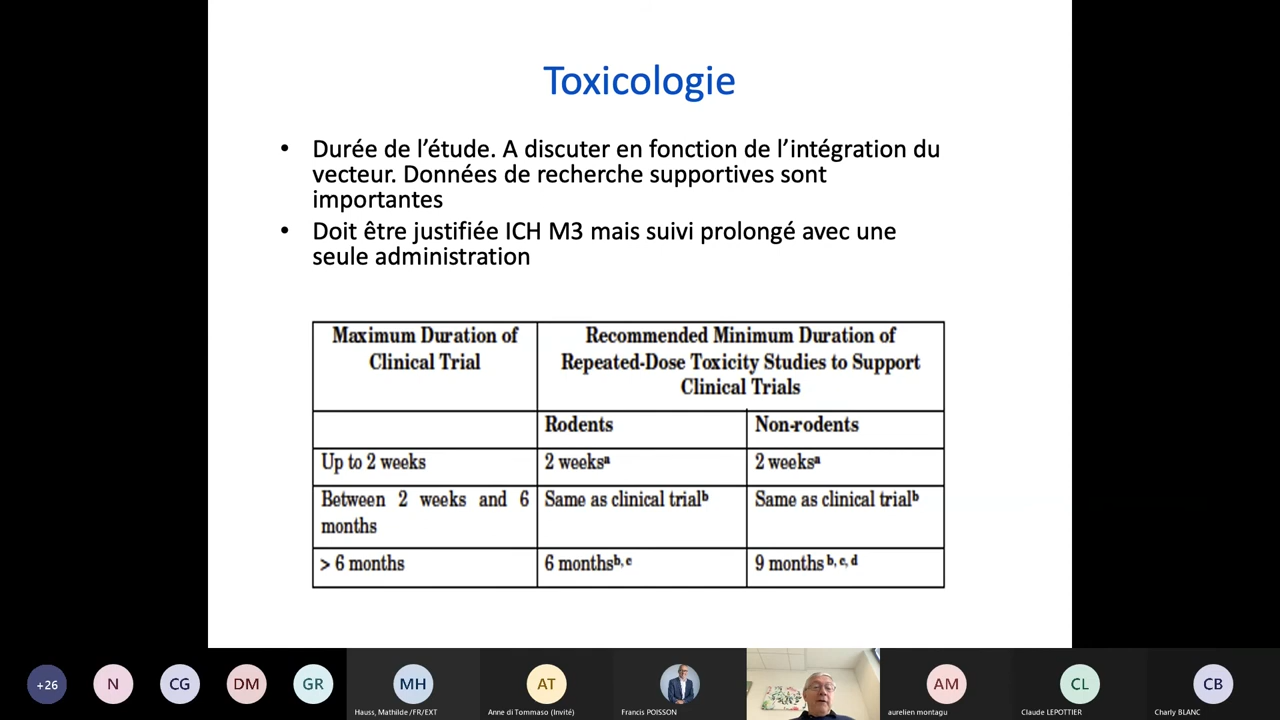 Toxicologie
• Durée de l’étude. A discuter en fonction de l’intégration du
vecteur. Données de recherche supportives sont
importantes
• Doit être justifiée ICH M3 mais suivi prolongé avec une
seule administration
Maximum Duration of
Clinical Trial
Recommended Minimum Duration of
Repeated-Dose Toxicity Studies to Support
Clinical Trials
Rodents
Non-rodents
Up to 2 weeks
2 weeksᵃ
2 weeksᵃ
Between 2 weeks and 6
months
Same as clinical trialᵇ
Same as clinical trialᵇ
> 6 months
6 monthsᵇ, ᶜ
9 months ᵇ, ᶜ, ᵈ
+26
N
CG
DM
GR
MH
Hauss, Mathilde /FR/EXT
AT
Anne di Tommaso (Invité)
Francis POISSON
AM
aurelien montagu
CL
Claude LEPOTTIER
CB
Charly BLANC